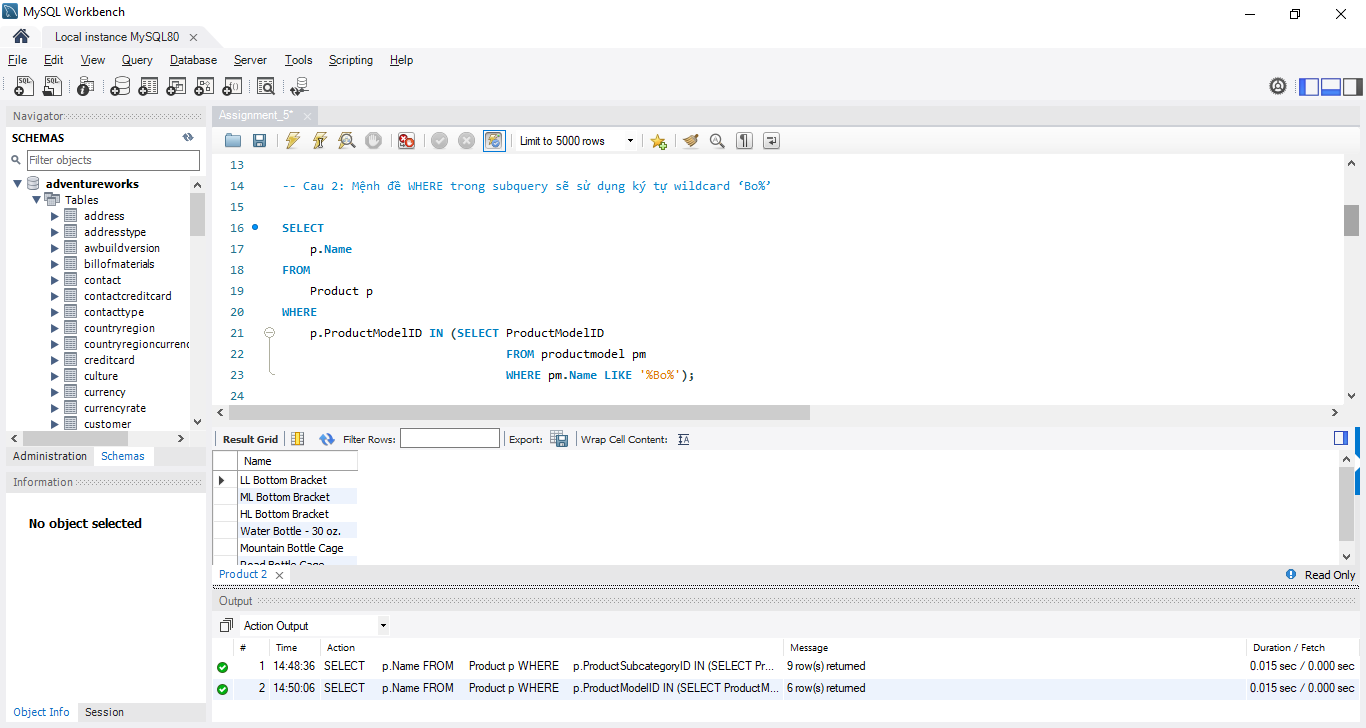 MySQL Workbench
Local instance MySQL80
File Edit View Query Database Server Tools Scripting Help
Navigator
SCHEMAS
Filter objects
adventureworks
Tables
address
addresstype
awbuildversion
billofmaterials
contact
contactcreditcard
contacttype
countryregion
countryregioncurrenc
creditcard
culture
currency
currencyrate
customer
Administration Schemas
Information
No object selected
Object Info Session
Assignment_5*
Limit to 5000 rows
13
14 -- Cau 2: Mệnh đề WHERE trong subquery sẽ sử dụng ký tự wildcard ‘Bo%’
15
16 SELECT
17 p.Name
18 FROM
19 Product p
20 WHERE
21 p.ProductModelID IN (SELECT ProductModelID
22 FROM productmodel pm
23 WHERE pm.Name LIKE '%Bo%');
24
Result Grid Filter Rows: Export: Wrap Cell Content:
Name
LL Bottom Bracket
ML Bottom Bracket
HL Bottom Bracket
Water Bottle - 30 oz.
Mountain Bottle Cage
Road Bottle Cage
Product 2 Read Only
Output
Action Output
# Time Action Message Duration / Fetch
1 14:48:36 SELECT p.Name FROM Product p WHERE p.ProductSubcategoryID IN (SELECT Pr... 9 row(s) returned 0.015 sec / 0.000 sec
2 14:50:06 SELECT p.Name FROM Product p WHERE p.ProductModelID IN (SELECT ProductM... 6 row(s) returned 0.015 sec / 0.000 sec